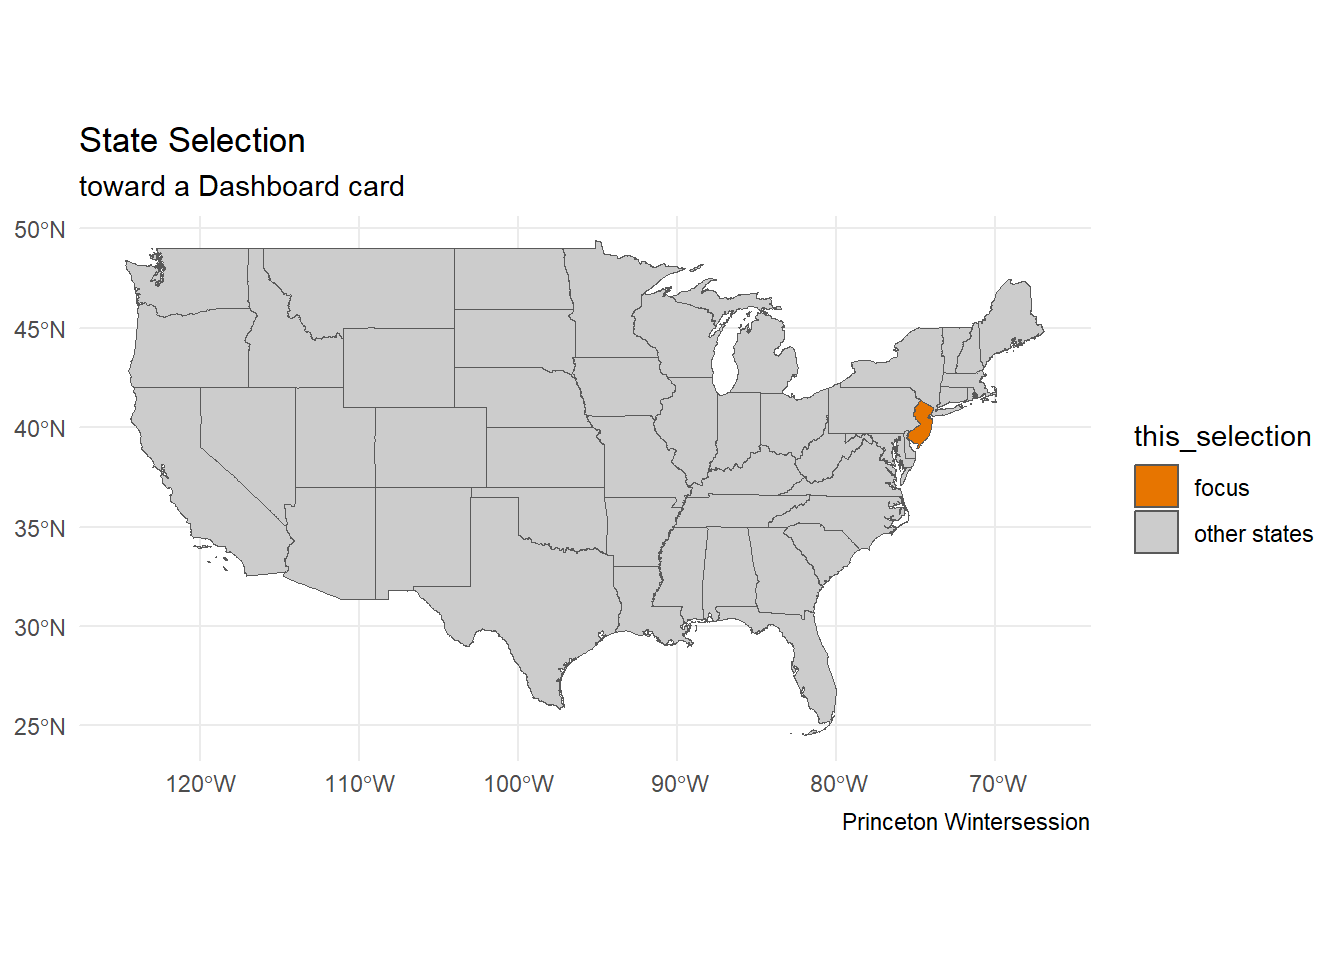 State Selection
toward a Dashboard card
50°N
45°N
40°N
35°N
30°N
25°N
120°W 110°W 100°W 90°W 80°W 70°W
this_selection
focus
other states
Princeton Wintersession